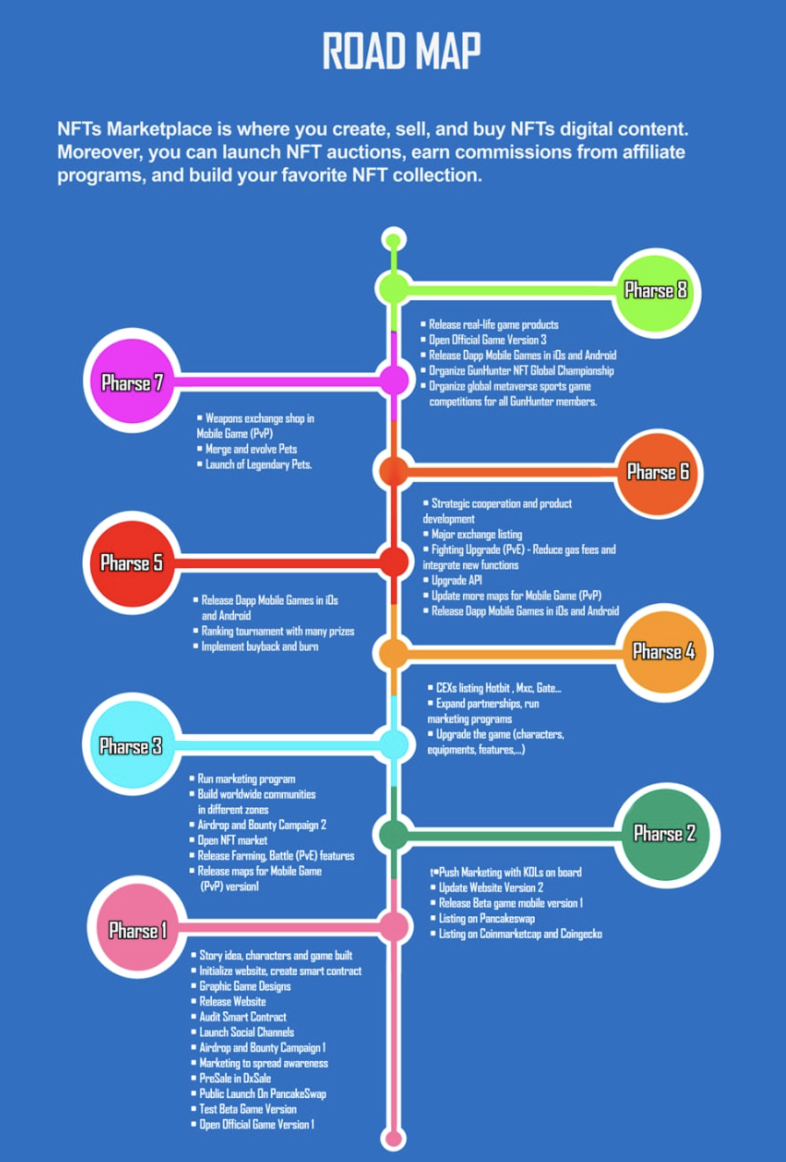 ROAD MAP
NFTs Marketplace is where you create, sell, and buy NFTs digital content.
Moreover, you can launch NFT auctions, earn commissions from affiliate
programs, and build your favorite NFT collection.
Pharse 8
▪ Release real-life game products
▪ Open Official Game Version 3
▪ Release Dapp Mobile Games in iOs and Android
▪ Organize GunHunter NFT Global Championship
▪ Organize global metaverse sports game
competitions for all GunHunter members.
Pharse 7
▪ Weapons exchange shop in
Mobile Game (PvP)
▪ Merge and evolve Pets
▪ Launch of Legendary Pets.
Pharse 6
▪ Strategic cooperation and product
development
▪ Major exchange listing
▪ Fighting Upgrade (PvE) - Reduce gas fees and
integrate new functions
▪ Upgrade API
▪ Update more maps for Mobile Game (PvP)
▪ Release Dapp Mobile Games in iOs and Android
Pharse 5
▪ Release Dapp Mobile Games in iOs
and Android
▪ Ranking tournament with many prizes
▪ Implement buyback and burn
Pharse 4
▪ CEXs listing Hotbit , Mxc, Gate...
▪ Expand partnerships, run
marketing programs
▪ Upgrade the game (characters,
equipments, features,...)
Pharse 3
▪ Run marketing program
▪ Build worldwide communities
in different zones
▪ Airdrop and Bounty Campaign 2
▪ Open NFT market
▪ Release Farming, Battle (PvE) features
▪ Release maps for Mobile Game
(PvP) version1
Pharse 2
t▪Push Marketing with KOLs on board
▪ Update Website Version 2
▪ Release Beta game mobile version 1
▪ Listing on Pancakeswap
▪ Listing on Coinmarketcap and Coingecko
Pharse 1
▪ Story idea, characters and game built
▪ Initialize website, create smart contract
▪ Graphic Game Designs
▪ Release Website
▪ Audit Smart Contract
▪ Launch Social Channels
▪ Airdrop and Bounty Campaign 1
▪ Marketing to spread awareness
▪ PreSale in DxSale
▪ Public Launch On PancakeSwap
▪ Test Beta Game Version
▪ Open Official Game Version 1